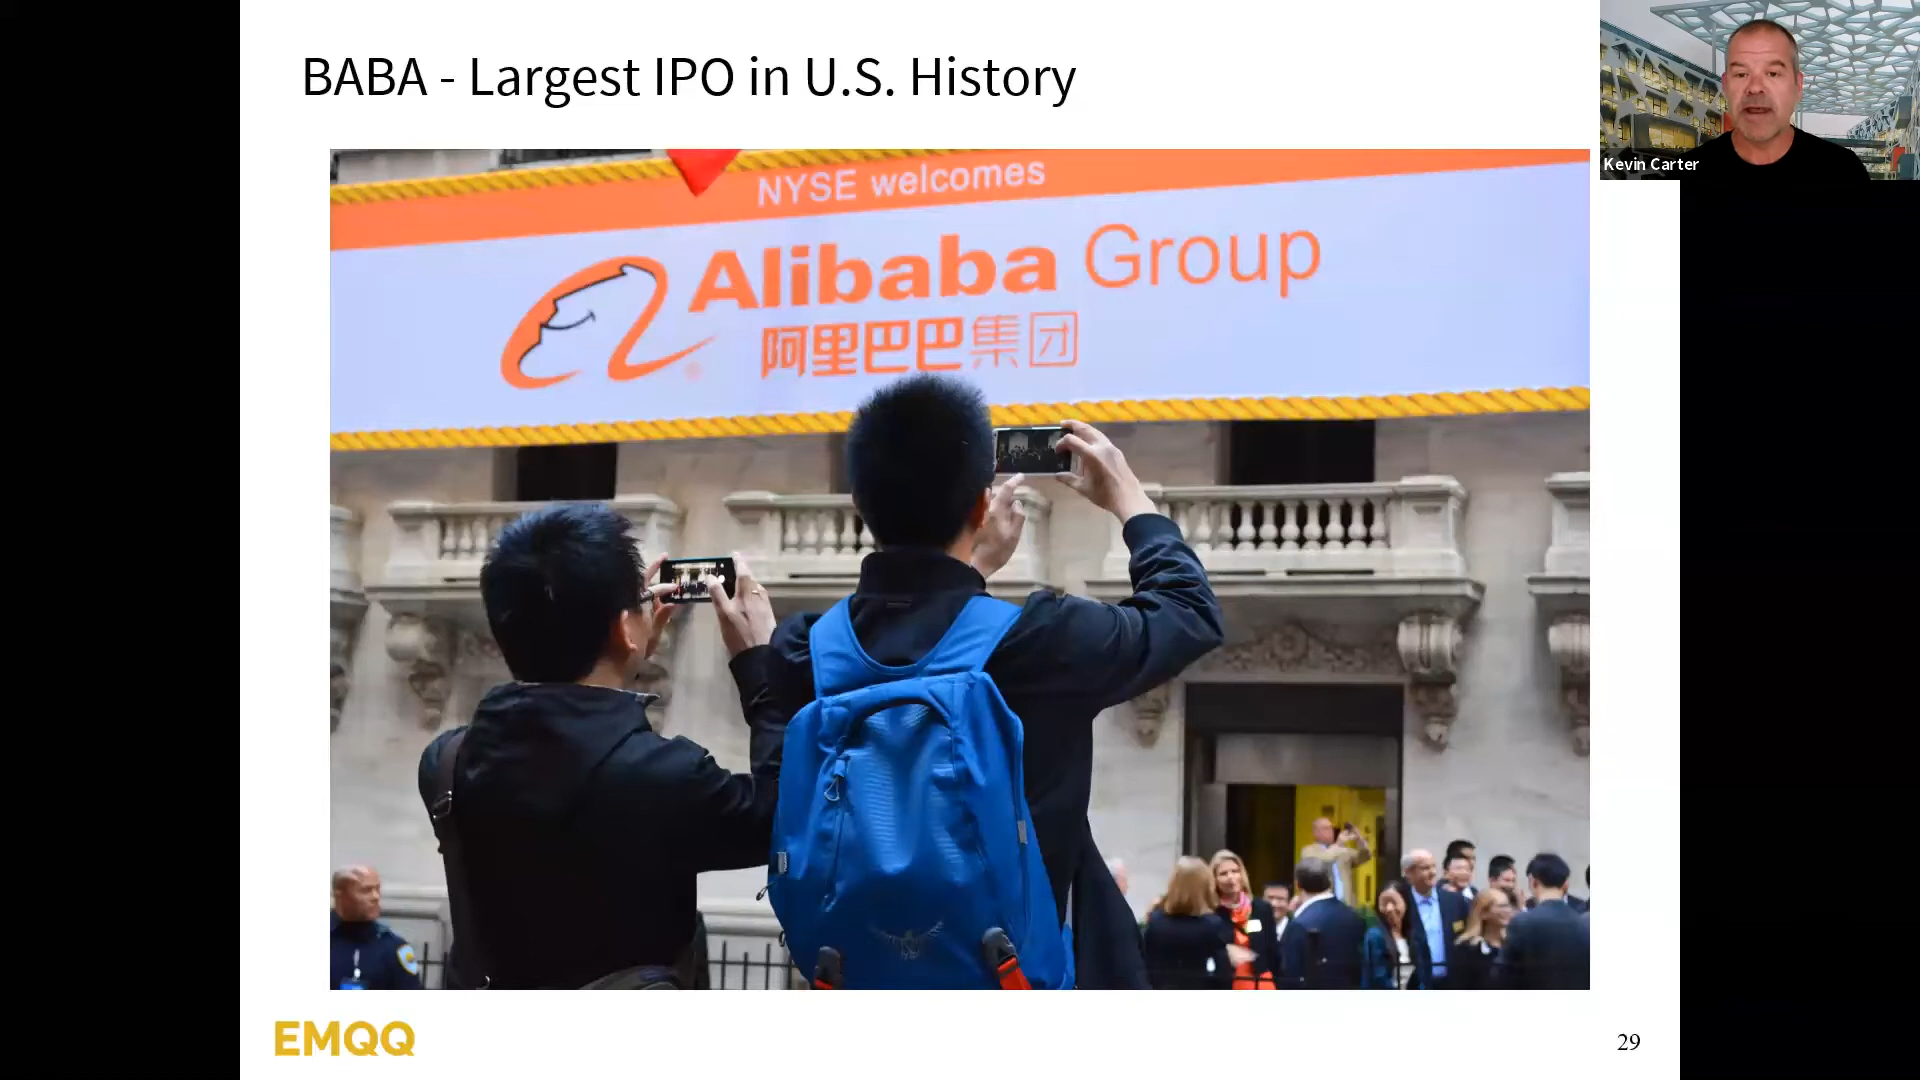 BABA - Largest IPO in U.S. History
Kevin Carter
NYSE welcomes
Alibaba Group
阿里巴巴集团
EMQQ
29